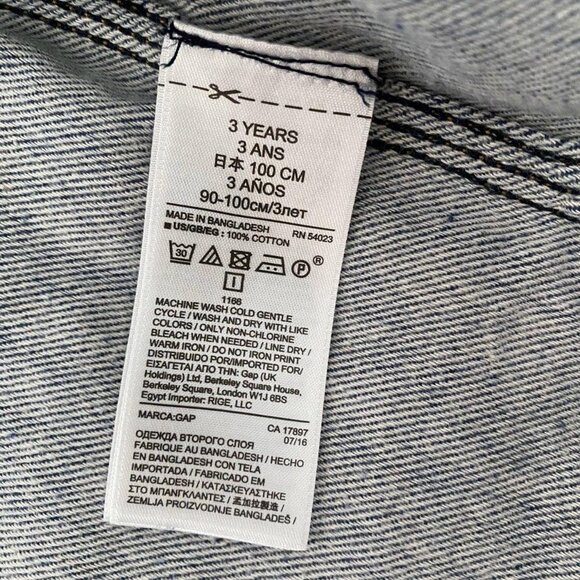 3 YEARS
3 ANS
日本 100 CM
3 AÑOS
90-100см/3лет
MADE IN BANGLADESH RN 54023
US/GB/EG : 100% COTTON
30 P ®
I
1166
MACHINE WASH COLD GENTLE
CYCLE / WASH AND DRY WITH LIKE
COLORS / ONLY NON-CHLORINE
BLEACH WHEN NEEDED / LINE DRY /
WARM IRON / DO NOT IRON PRINT
DISTRIBUIDO POR/IMPORTED FOR/
ΕΙΣΑΓΕΤΑΙ ΑΠΟ ΤΗΝ: Gap (UK
Holdings) Ltd, Berkeley Square House,
Berkeley Square, London W1J 6BS
Egypt Importer: RIGE, LLC
MARCA:GAP CA 17897
07/16
ОДЕЖДА ВТОРОГО СЛОЯ
FABRIQUE AU BANGLADESH / HECHO
EN BANGLADESH CON TELA
IMPORTADA / FABRICADO EM
BANGLADESH / ΚΑΤΑΣΚΕΥΑΣΤΗΚΕ
ΣΤΟ ΜΠΑΝΓΚΛΑΝΤΕΣ / 孟加拉製造 /
ZEMLJA PROIZVODNJE BANGLADEŠ /